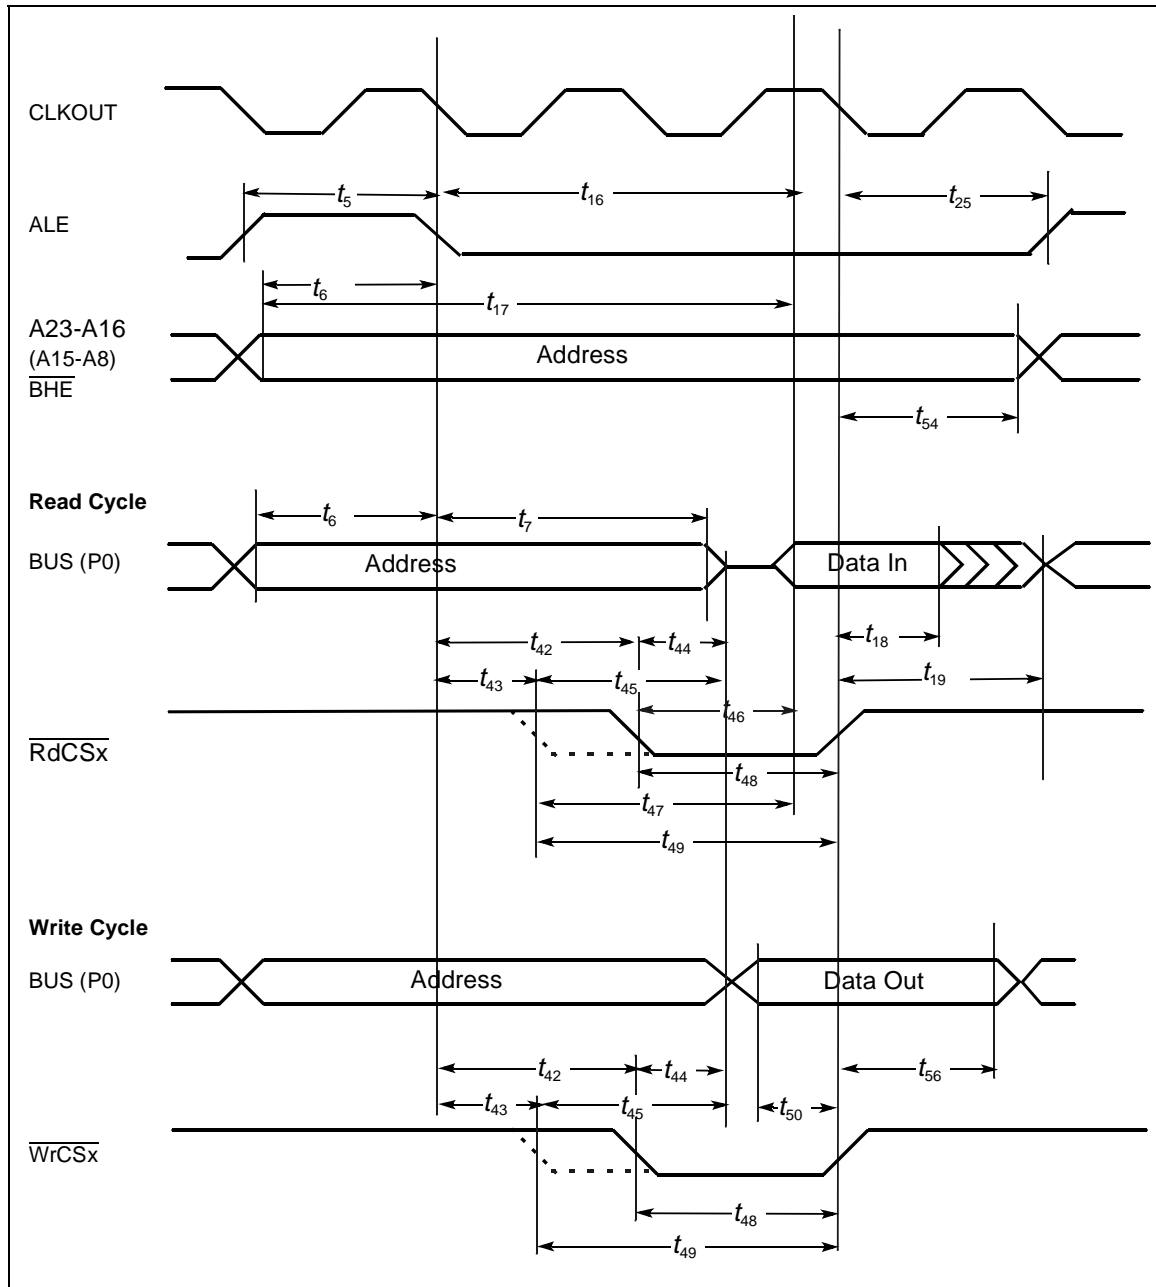 CLKOUT
t5
t16
t25
ALE
t6
t17
A23-A16
(A15-A8)
BHE
Address
t54
Read Cycle
t6
t7
BUS (P0)
Address
Data In
t42
t44
t18
t43
t45
t19
t46
RdCSx
t48
t47
t49
Write Cycle
BUS (P0)
Address
Data Out
t42
t44
t56
t43
t45
t50
WrCSx
t48
t49